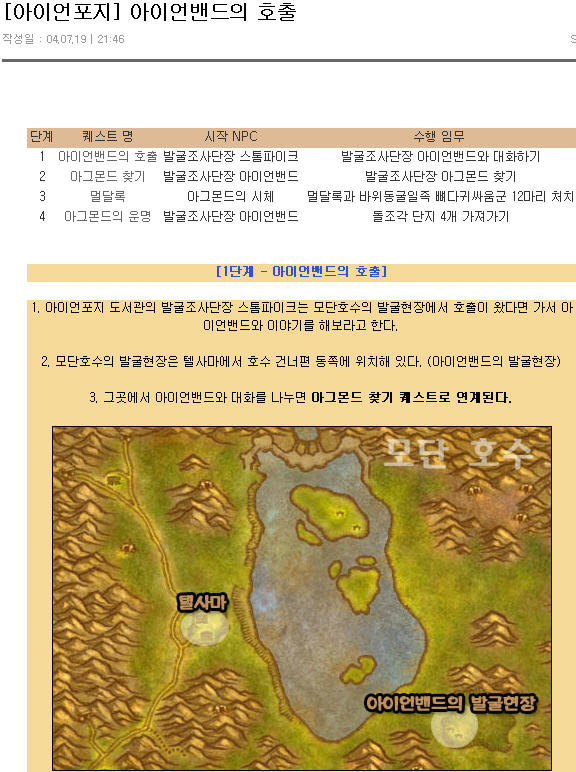 [아이언포지] 아이언밴드의 호출
작성일 : 04.07.19 | 21:46
단계 퀘스트 명 시작 NPC 수행 임무
1 아이언밴드의 호출 발굴조사단장 스톰파이크 발굴조사단장 아이언밴드와 대화하기
2 아그몬드 찾기 발굴조사단장 아이언밴드 발굴조사단장 아그몬드 찾기
3 멀달록 아그몬드의 시체 멀달록과 바위동굴일족 뼈다귀싸움군 12마리 처치
4 아그몬드의 운명 발굴조사단장 아이언밴드 돌조각 단지 4개 가져가기
[1단계 - 아이언밴드의 호출]
1. 아이언포지 도서관의 발굴조사단장 스톰파이크는 모단호수의 발굴현장에서 호출이 왔다면 가서 아
이언밴드와 이야기를 해보라고 한다.
2. 모단호수의 발굴현장은 텔사마에서 호수 건너편 동쪽에 위치해 있다. (아이언밴드의 발굴현장)
3. 그곳에서 아이언밴드와 대화를 나누면 아그몬드 찾기 퀘스트로 연계된다.
모단 호수
텔사마
아이언밴드의 발굴현장